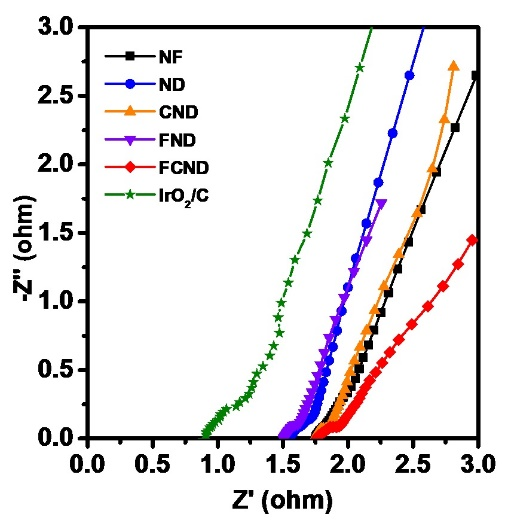 3.0
2.5
2.0
1.5
1.0
0.5
0.0
-Z" (ohm)
NF
ND
CND
FND
FCND
IrO₂/C
0.0 0.5 1.0 1.5 2.0 2.5 3.0
Z' (ohm)